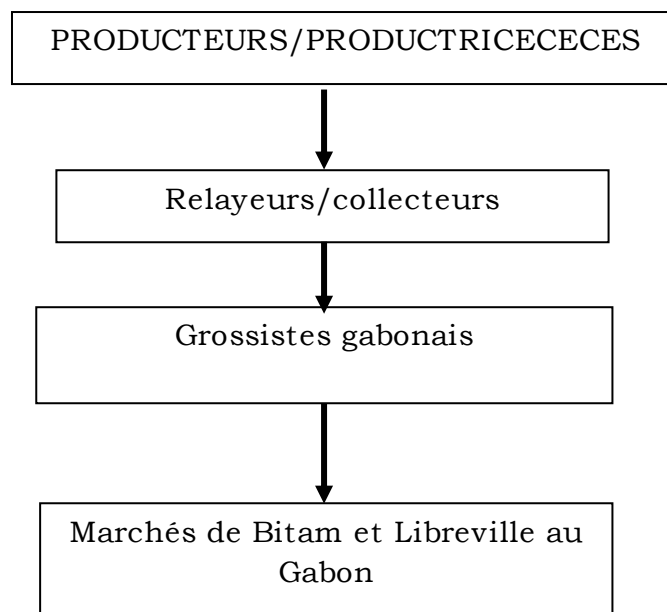 PRODUCTEURS/PRODUCTRICECECES
Relayeurs/collecteurs
Grossistes gabonais
Marchés de Bitam et Libreville au
Gabon